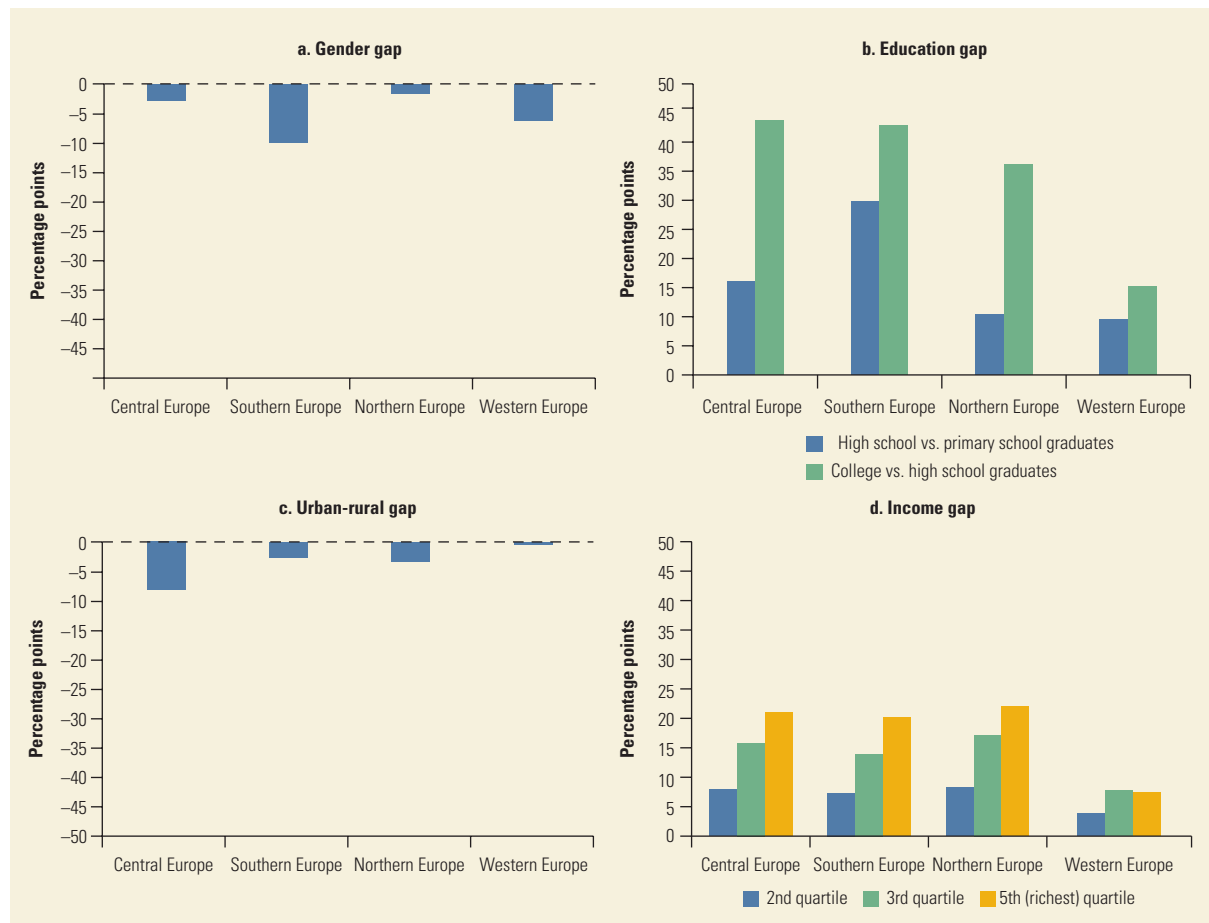 a. Gender gap
Percentage points
0
–5
–10
–15
–20
–25
–30
–35
–40
–45
Central Europe Southern Europe Northern Europe Western Europe
b. Education gap
Percentage points
50
45
40
35
30
25
20
15
10
5
0
Central Europe Southern Europe Northern Europe Western Europe
High school vs. primary school graduates
College vs. high school graduates
c. Urban-rural gap
Percentage points
0
–5
–10
–15
–20
–25
–30
–35
–40
–45
–50
Central Europe Southern Europe Northern Europe Western Europe
d. Income gap
Percentage points
50
45
40
35
30
25
20
15
10
5
0
Central Europe Southern Europe Northern Europe Western Europe
2nd quartile 3rd quartile 5th (richest) quartile